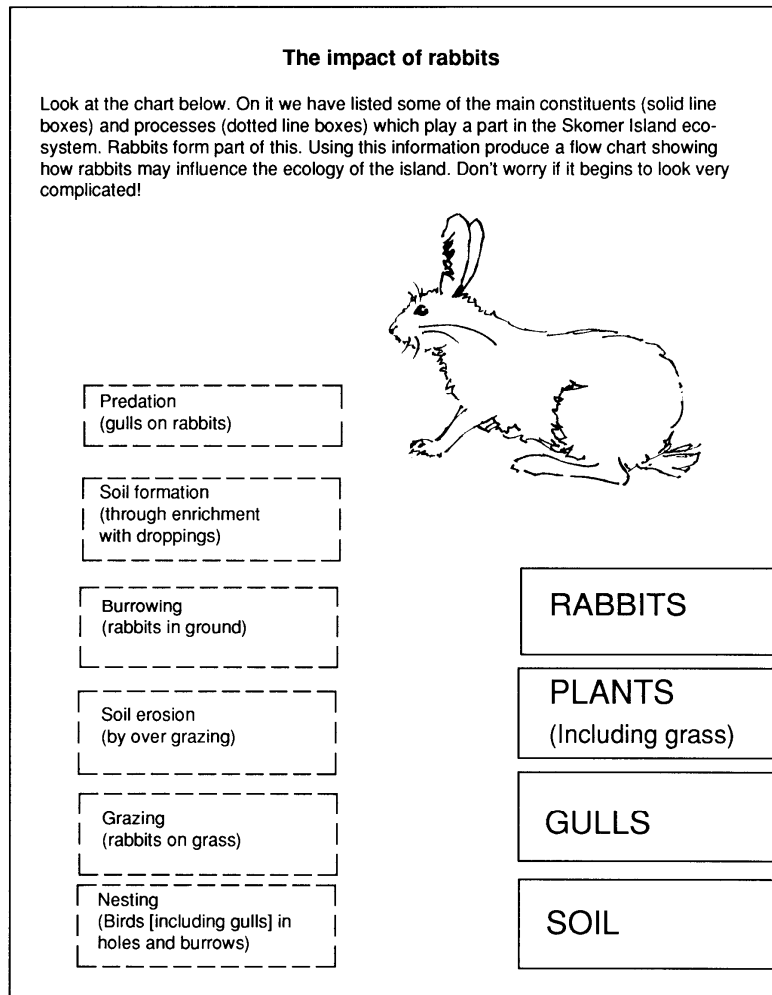 The impact of rabbits
Look at the chart below. On it we have listed some of the main constituents (solid line
boxes) and processes (dotted line boxes) which play a part in the Skomer Island eco-
system. Rabbits form part of this. Using this information produce a flow chart showing
how rabbits may influence the ecology of the island. Don't worry if it begins to look very
complicated!
Predation
(gulls on rabbits)
Soil formation
(through enrichment
with droppings)
Burrowing
(rabbits in ground)
Soil erosion
(by over grazing)
Grazing
(rabbits on grass)
Nesting
(Birds [including gulls] in
holes and burrows)
RABBITS
PLANTS
(Including grass)
GULLS
SOIL